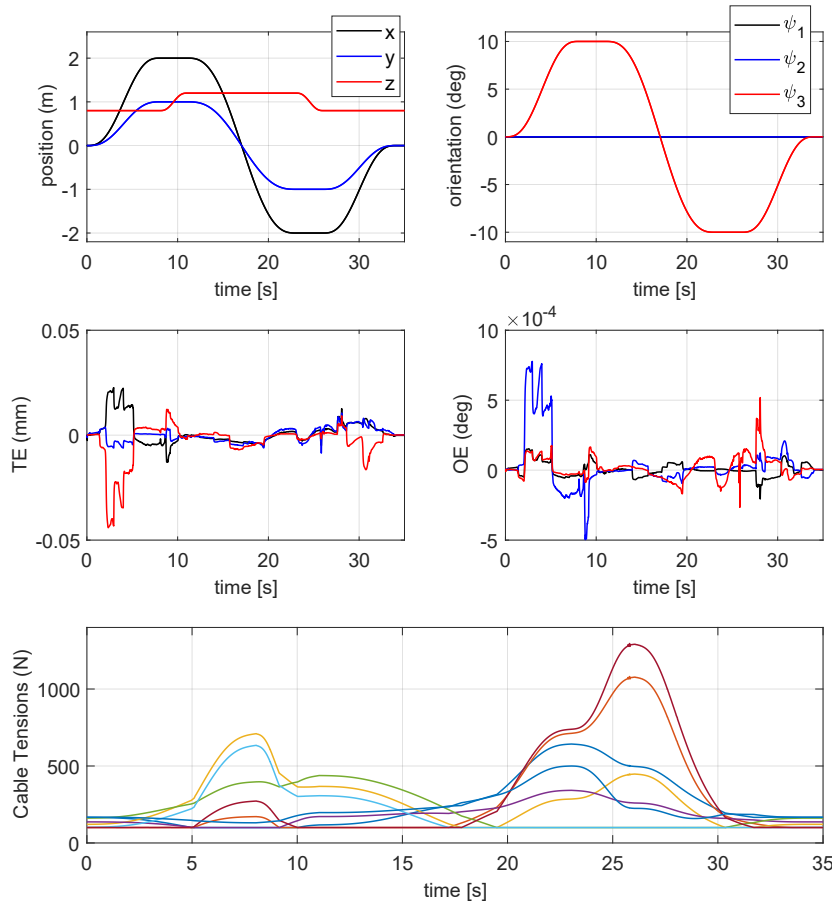 x
y
z
2
1
0
-1
-2
position (m)
0 10 20 30
time [s]
ψ1
ψ2
ψ3
10
5
0
-5
-10
orientation (deg)
0 10 20 30
time [s]
0.05
0
-0.05
TE (mm)
0 10 20 30
time [s]
×10-4
10
5
0
-5
OE (deg)
0 10 20 30
time [s]
1000
500
0
Cable Tensions (N)
0 5 10 15 20 25 30 35
time [s]